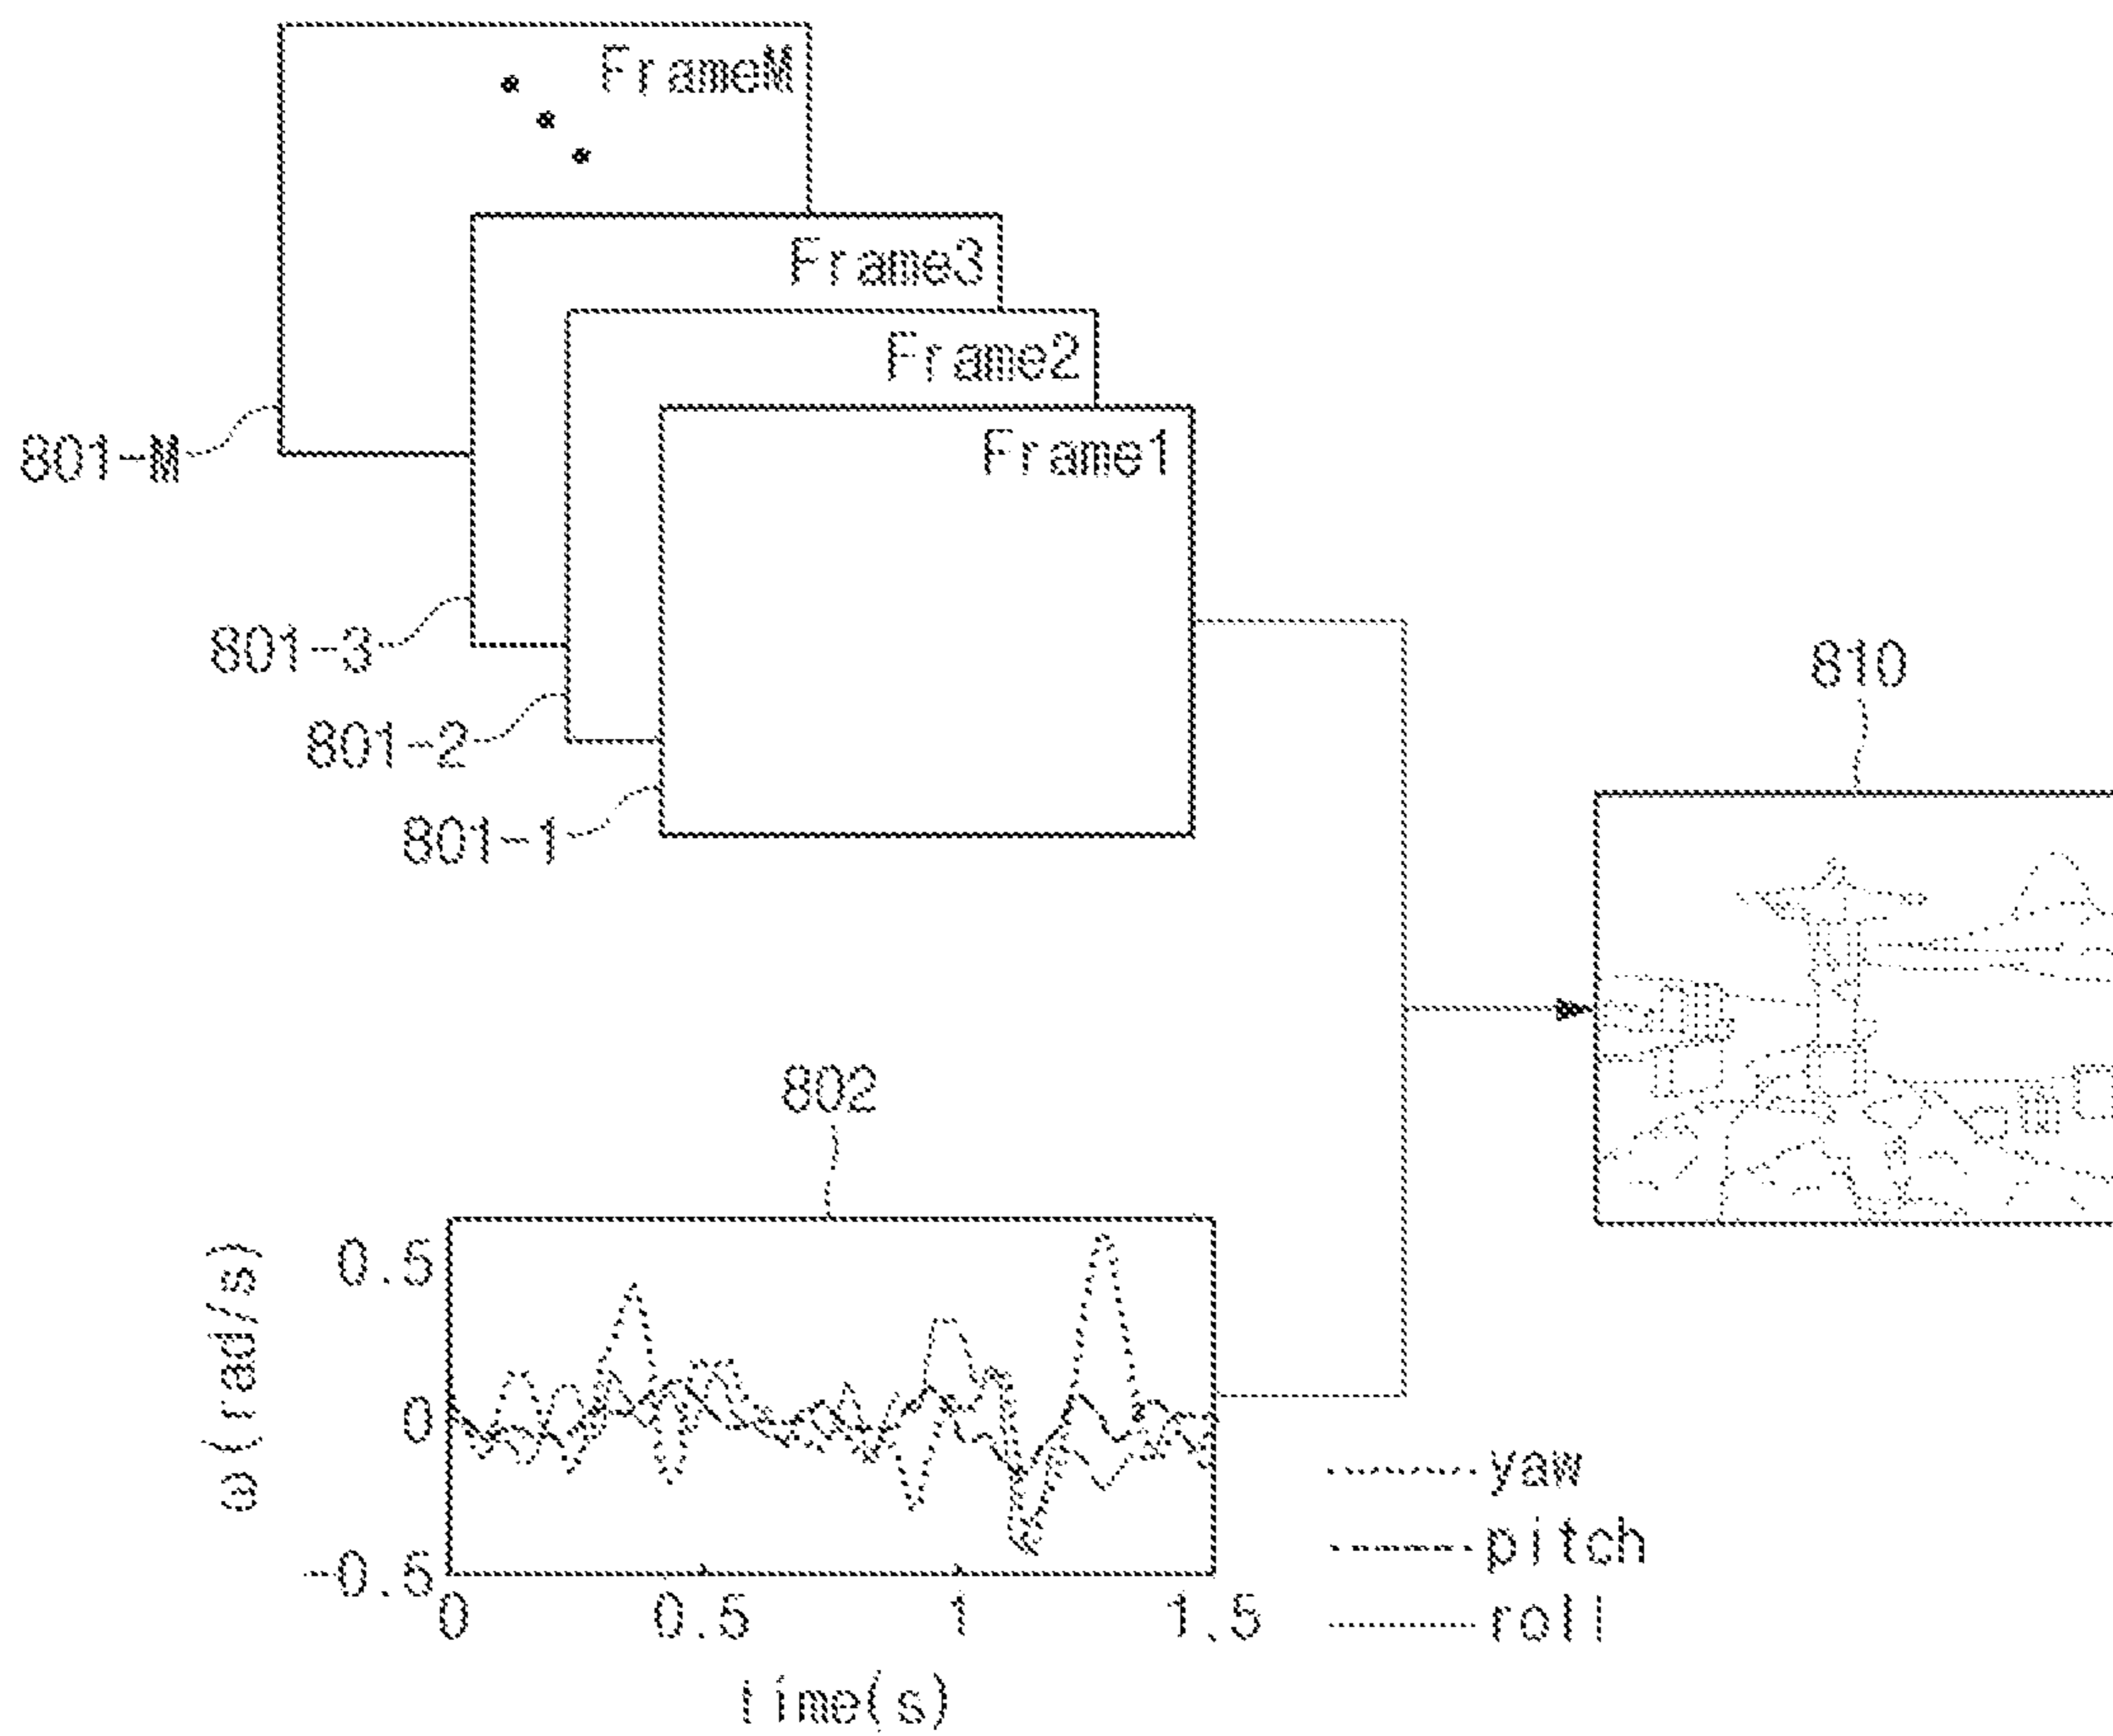 FrameM
Frame3
Frame2
Frame1
801-M
801-3
801-2
801-1
810
802
ω(rad/s)
0.5
0
-0.5
0 0.5 1 1.5
time(s)
yaw
pitch
roll